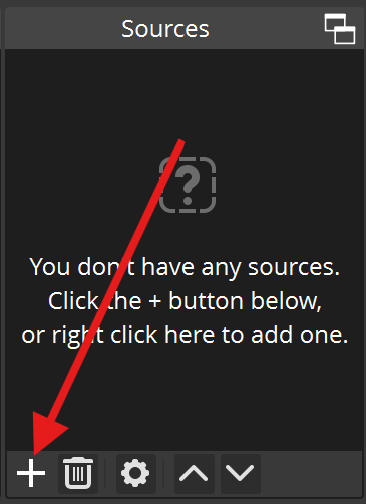 Sources
You don't have any sources.
Click the + button below,
or right click here to add one.